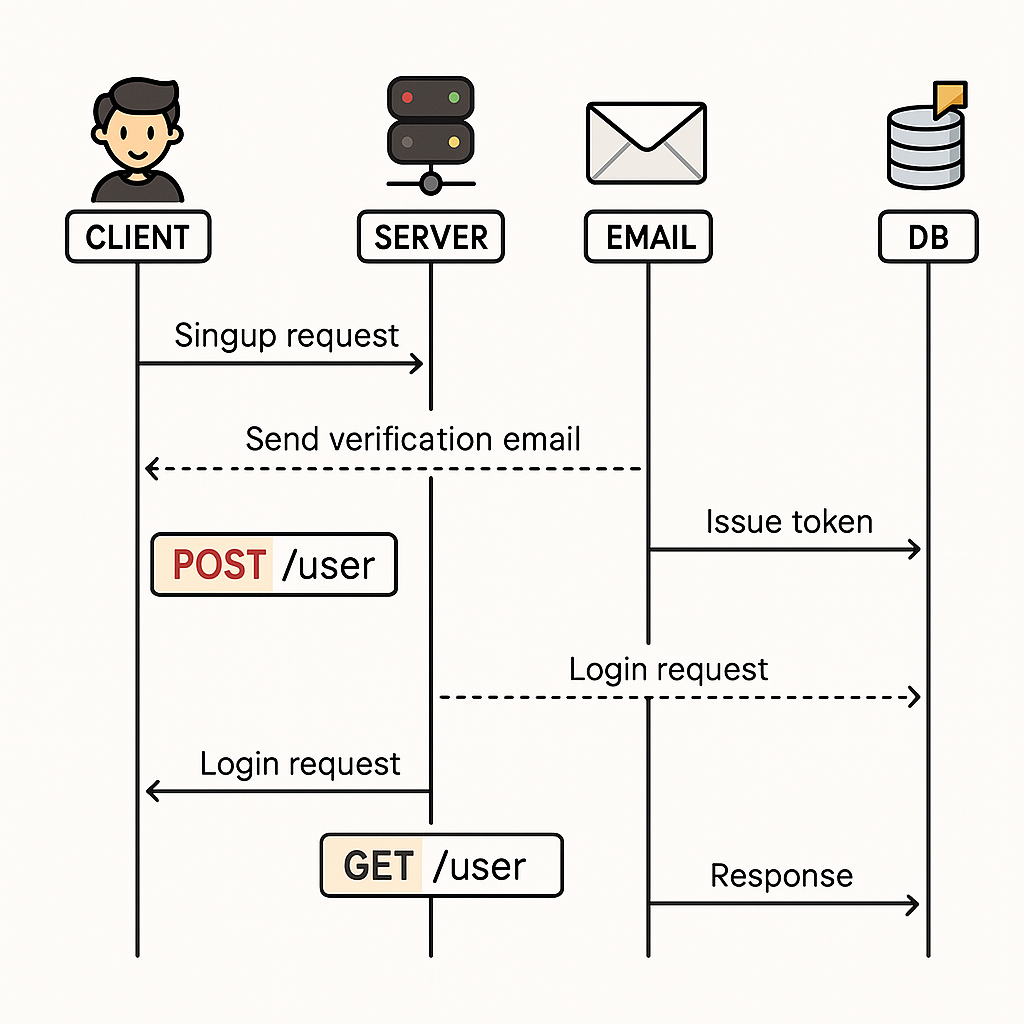 CLIENT
SERVER
EMAIL
DB
Singup request
Send verification email
Issue token
POST /user
Login request
Login request
GET /user
Response